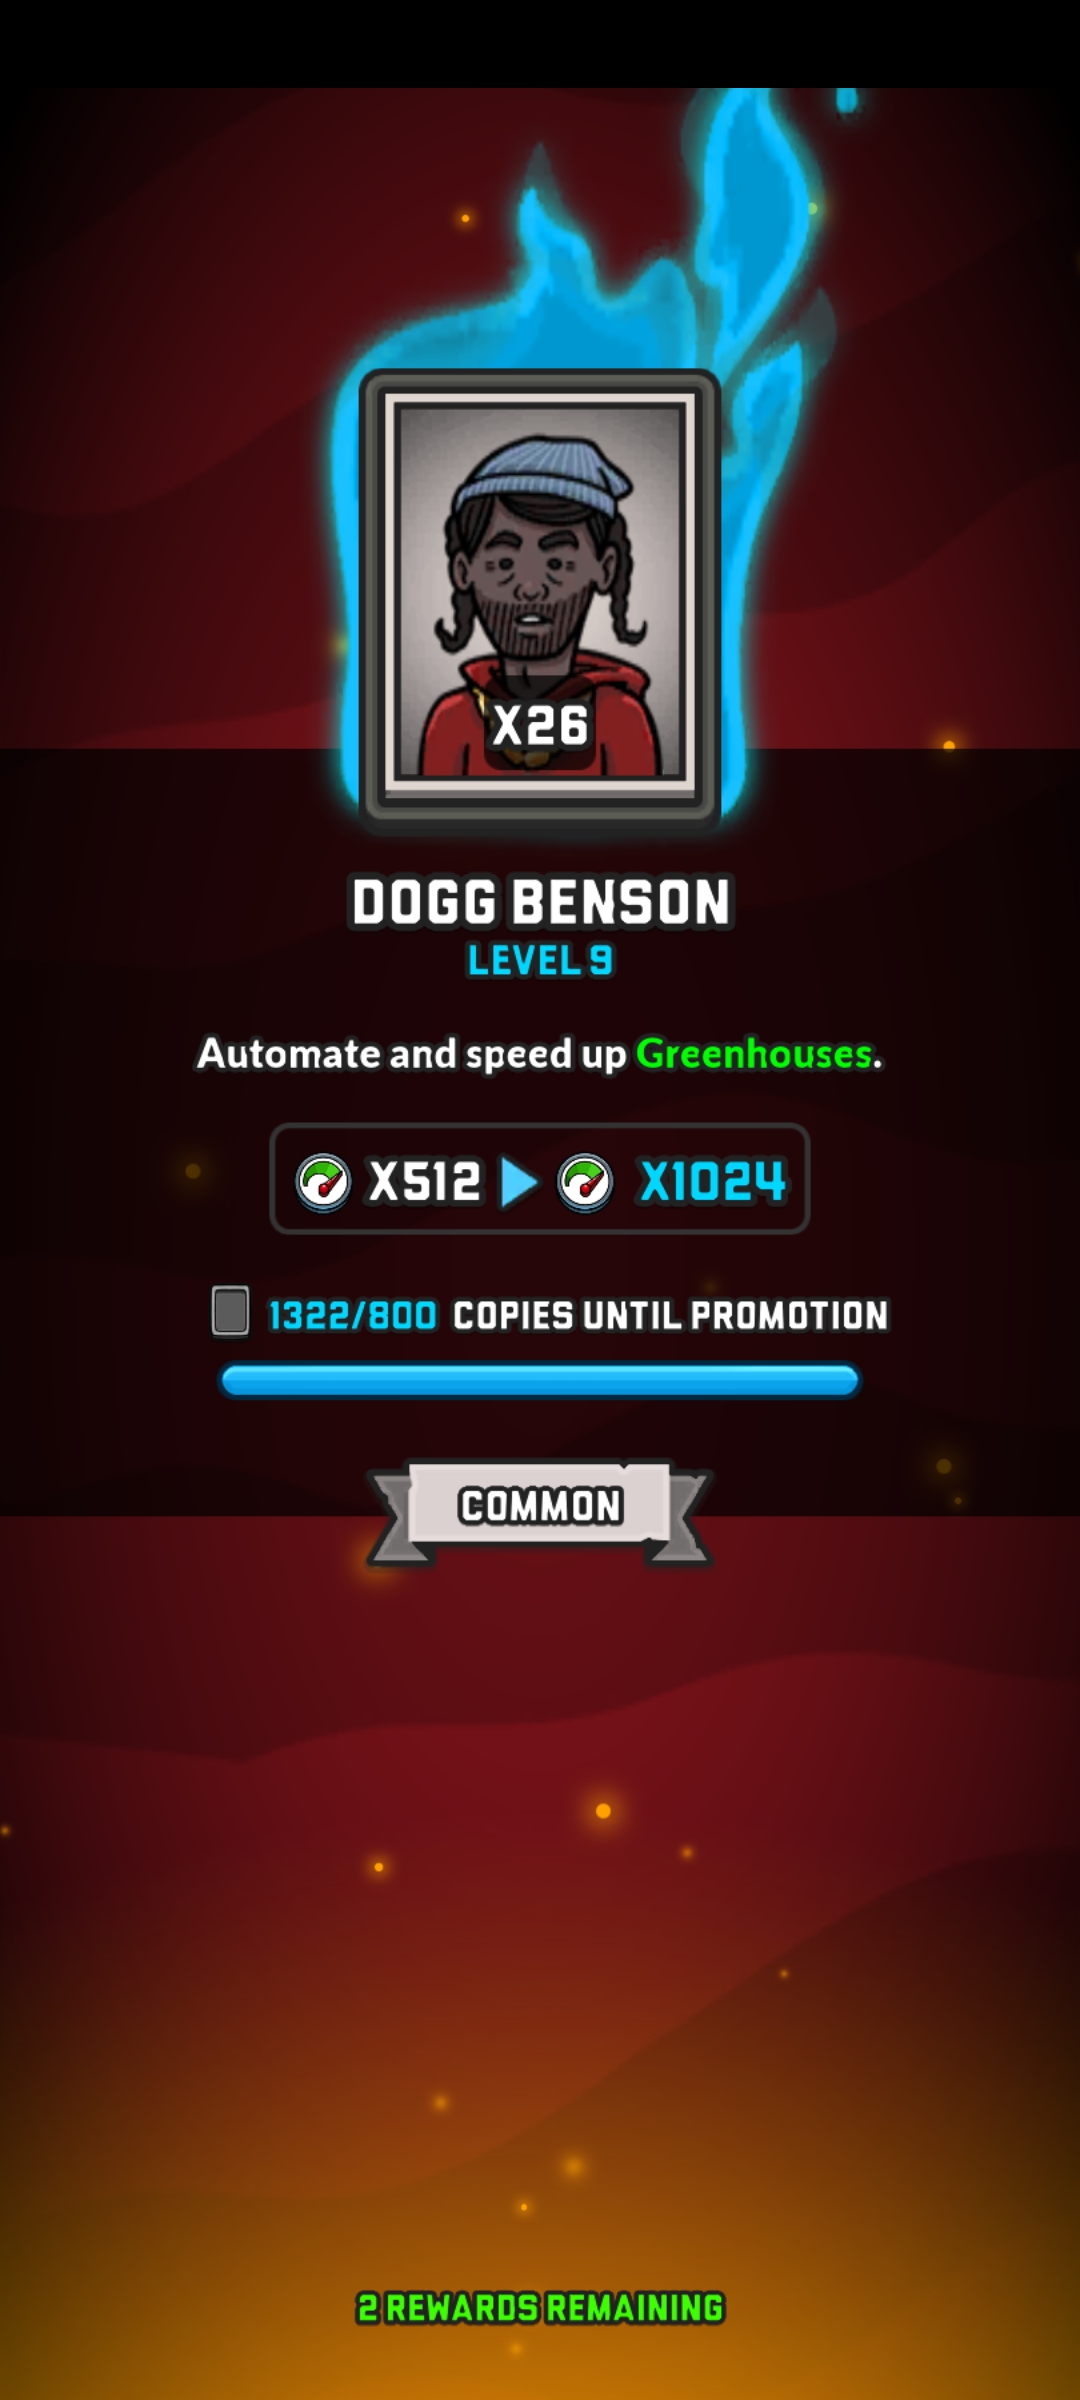 X26
DOGG BENSON
LEVEL 9
Automate and speed up Greenhouses.
X512 X1024
1322/800 COPIES UNTIL PROMOTION
COMMON
2 REWARDS REMAINING